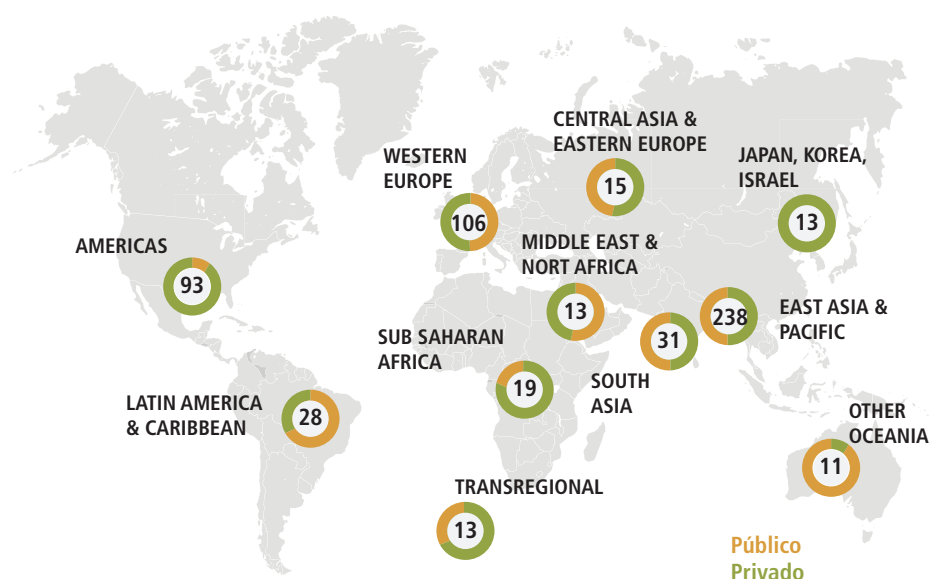 CENTRAL ASIA &
EASTERN EUROPE
15
WESTERN
EUROPE
106
JAPAN, KOREA,
ISRAEL
13
AMERICAS
93
MIDDLE EAST &
NORT AFRICA
13
EAST ASIA &
PACIFIC
238
SUB SAHARAN
AFRICA
19
31
SOUTH
ASIA
LATIN AMERICA
& CARIBBEAN
28
OTHER
OCEANIA
11
TRANSREGIONAL
13
Público
Privado